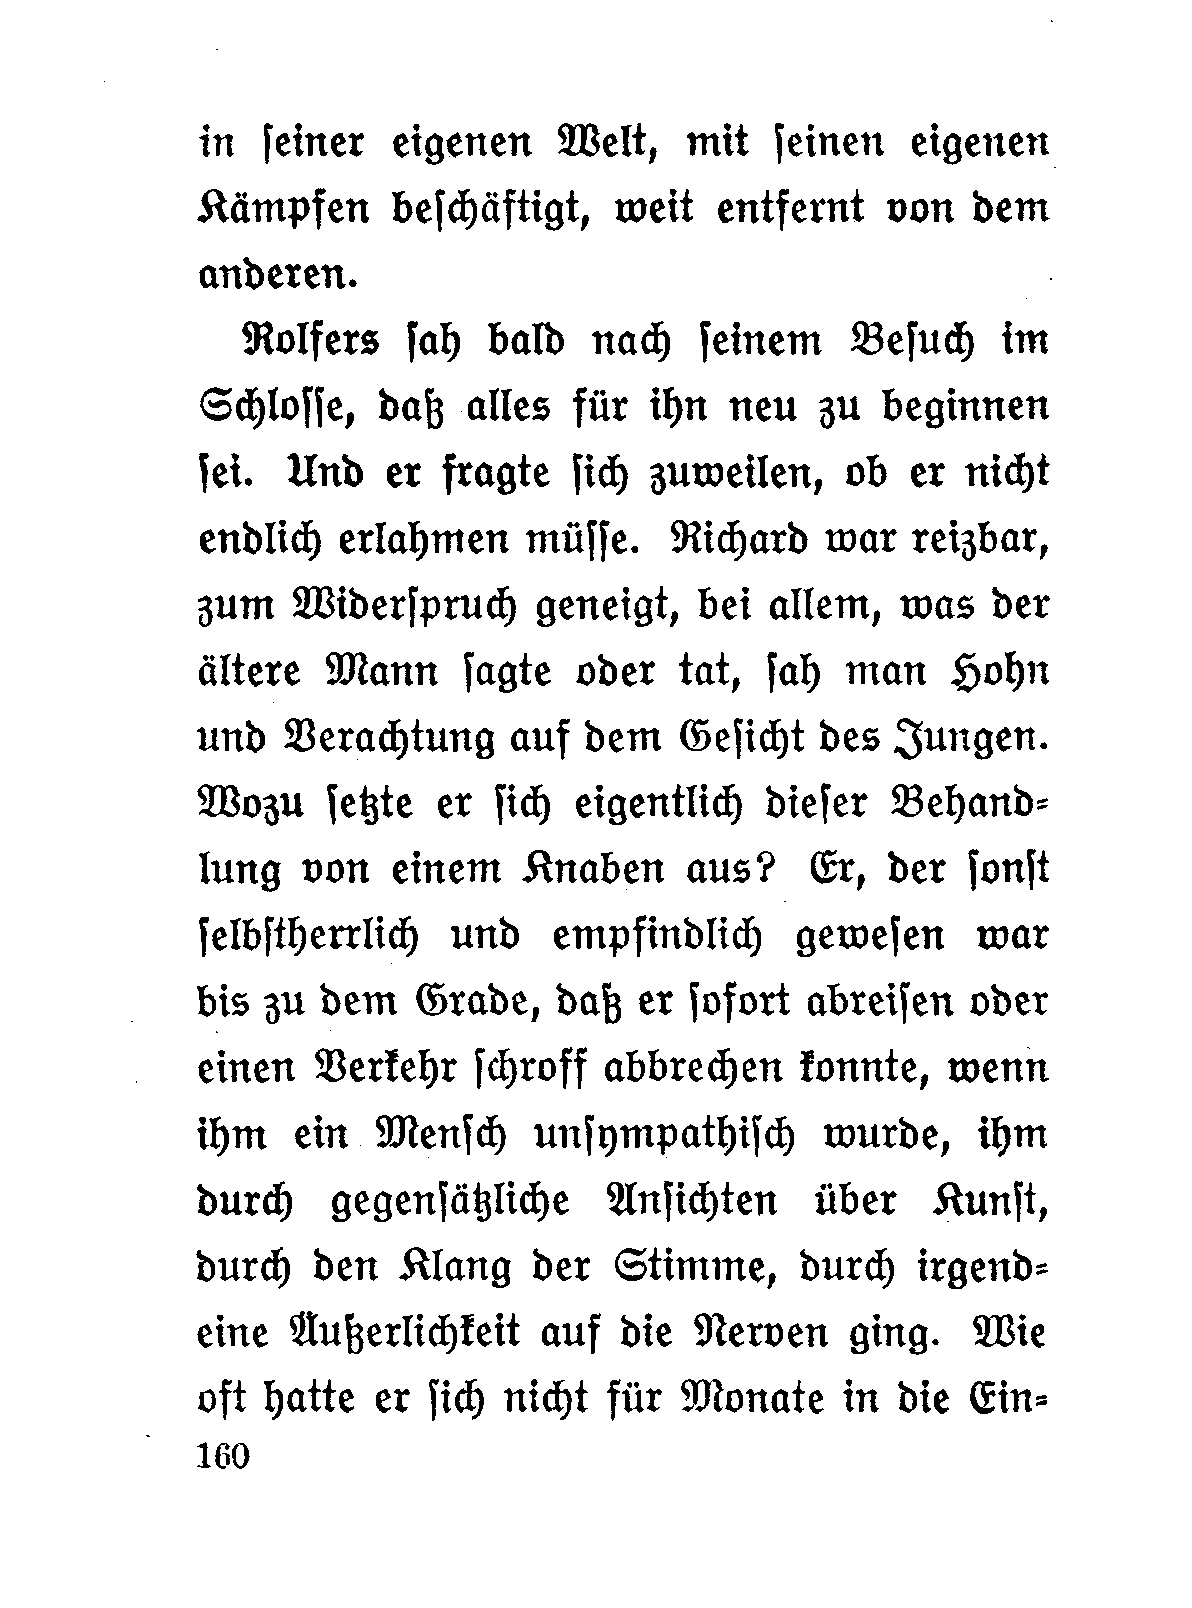 in seiner eigenen Welt, mit seinen eigenen
Kämpfen beschäftigt, weit entfernt von dem
anderen.
Rolfers sah bald nach seinem Besuch im
Schlosse, daß alles für ihn neu zu beginnen
sei. Und er fragte sich zuweilen, ob er nicht
endlich erlahmen müsse. Richard war reizbar,
zum Widerspruch geneigt, bei allem, was der
ältere Mann sagte oder tat, sah man Hohn
und Verachtung auf dem Gesicht des Jungen.
Wozu setzte er sich eigentlich dieser Behand-
lung von einem Knaben aus? Er, der sonst
selbstherrlich und empfindlich gewesen war
bis zu dem Grade, daß er sofort abreisen oder
einen Verkehr schroff abbrechen konnte, wenn
ihm ein Mensch unsympathisch wurde, ihm
durch gegensätzliche Ansichten über Kunst,
durch den Klang der Stimme, durch irgend-
eine Äußerlichkeit auf die Nerven ging. Wie
oft hatte er sich nicht für Monate in die Ein-
160